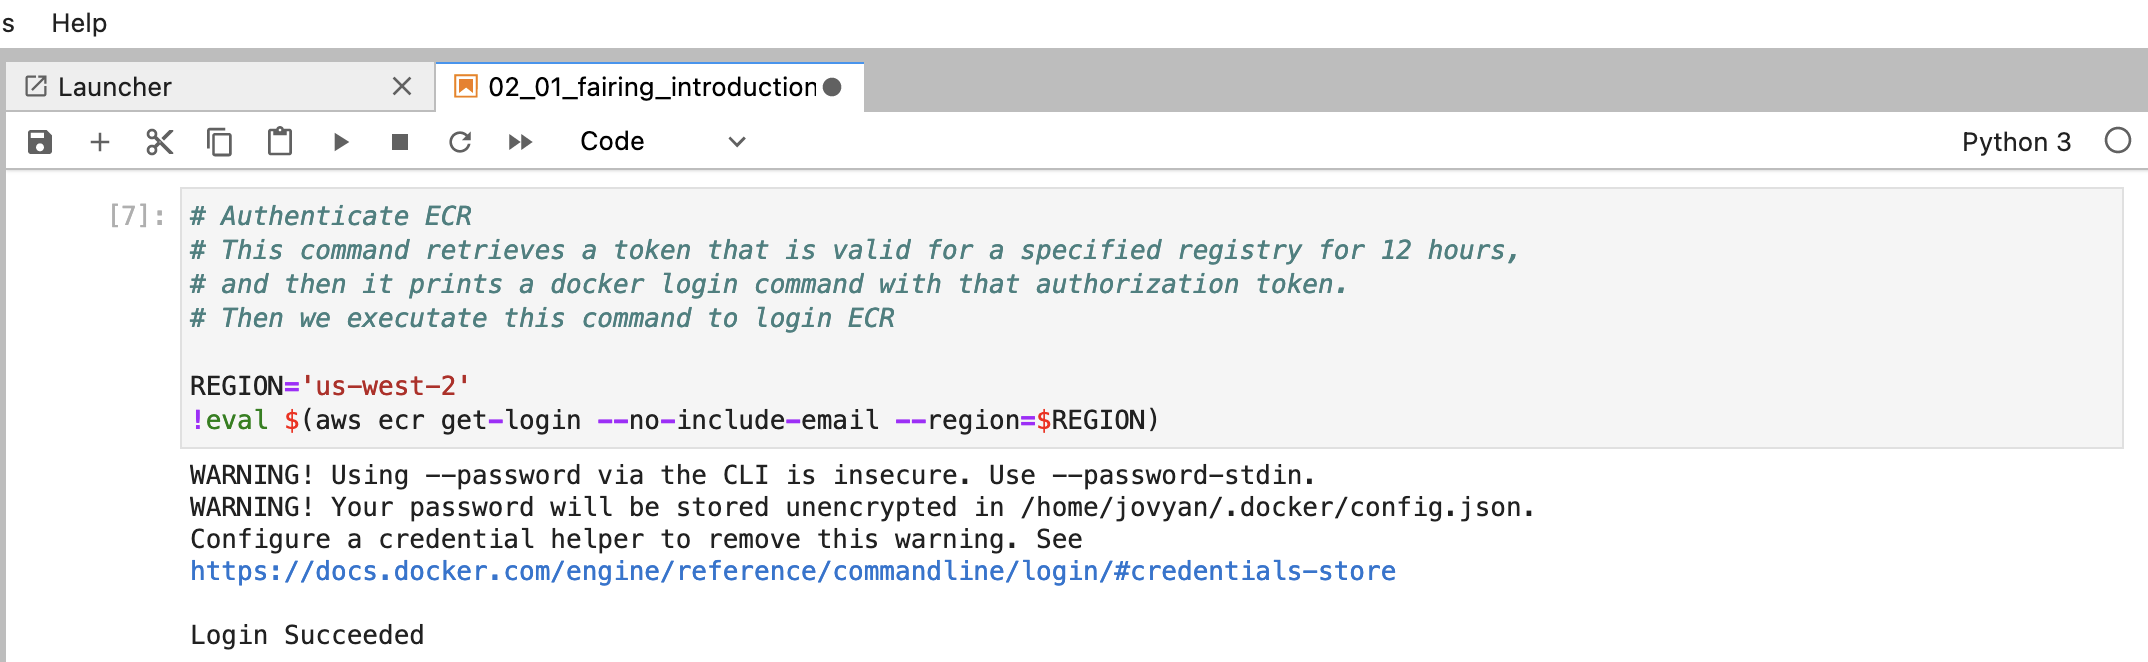 s Help
Launcher 02_01_fairing_introduction
Code Python 3
[7]: # Authenticate ECR
# This command retrieves a token that is valid for a specified registry for 12 hours,
# and then it prints a docker login command with that authorization token.
# Then we executate this command to login ECR
REGION='us-west-2'
!eval $(aws ecr get-login --no-include-email --region=$REGION)
WARNING! Using --password via the CLI is insecure. Use --password-stdin.
WARNING! Your password will be stored unencrypted in /home/jovyan/.docker/config.json.
Configure a credential helper to remove this warning. See
https://docs.docker.com/engine/reference/commandline/login/#credentials-store
Login Succeeded